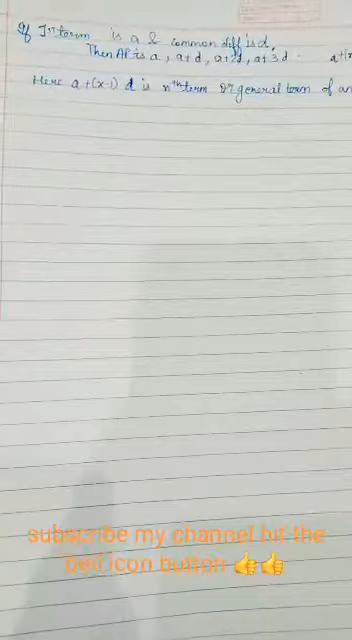 If Ist term is a & common diff is d.
Then AP is a, a+d, a+2d, a+3d
Here a+(x-1) d is nth term or general term of an
subscribe my channel hit the
bell icon button 👍👍